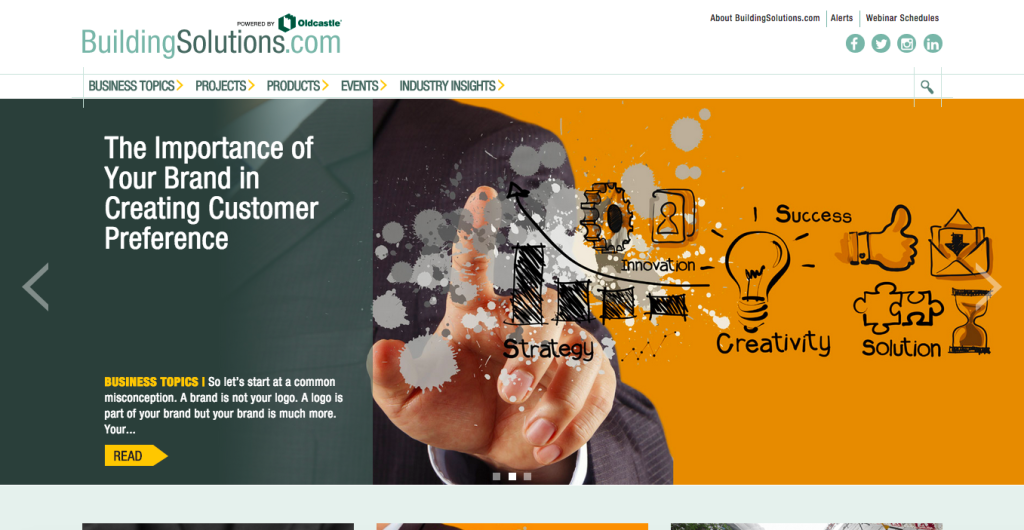 POWERED BY Oldcastle
BuildingSolutions.com
About BuildingSolutions.com Alerts Webinar Schedules
BUSINESS TOPICS PROJECTS PRODUCTS EVENTS INDUSTRY INSIGHTS
The Importance of
Your Brand in
Creating Customer
Preference
Success
Innovation
Strategy
Creativity
Solution
BUSINESS TOPICS | So let's start at a common
misconception. A brand is not your logo. A logo is
part of your brand but your brand is much more.
Your...
READ